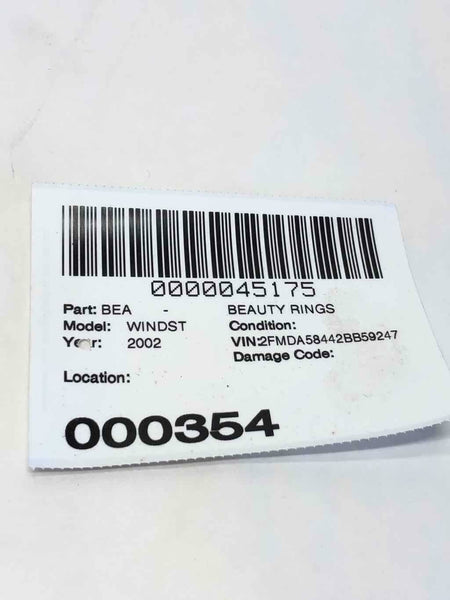 0000045175
Part: BEA - BEAUTY RINGS
Model: WINDST Condition:
Year: 2002 VIN:2FMDA58442BB59247
Damage Code:
Location:
000354